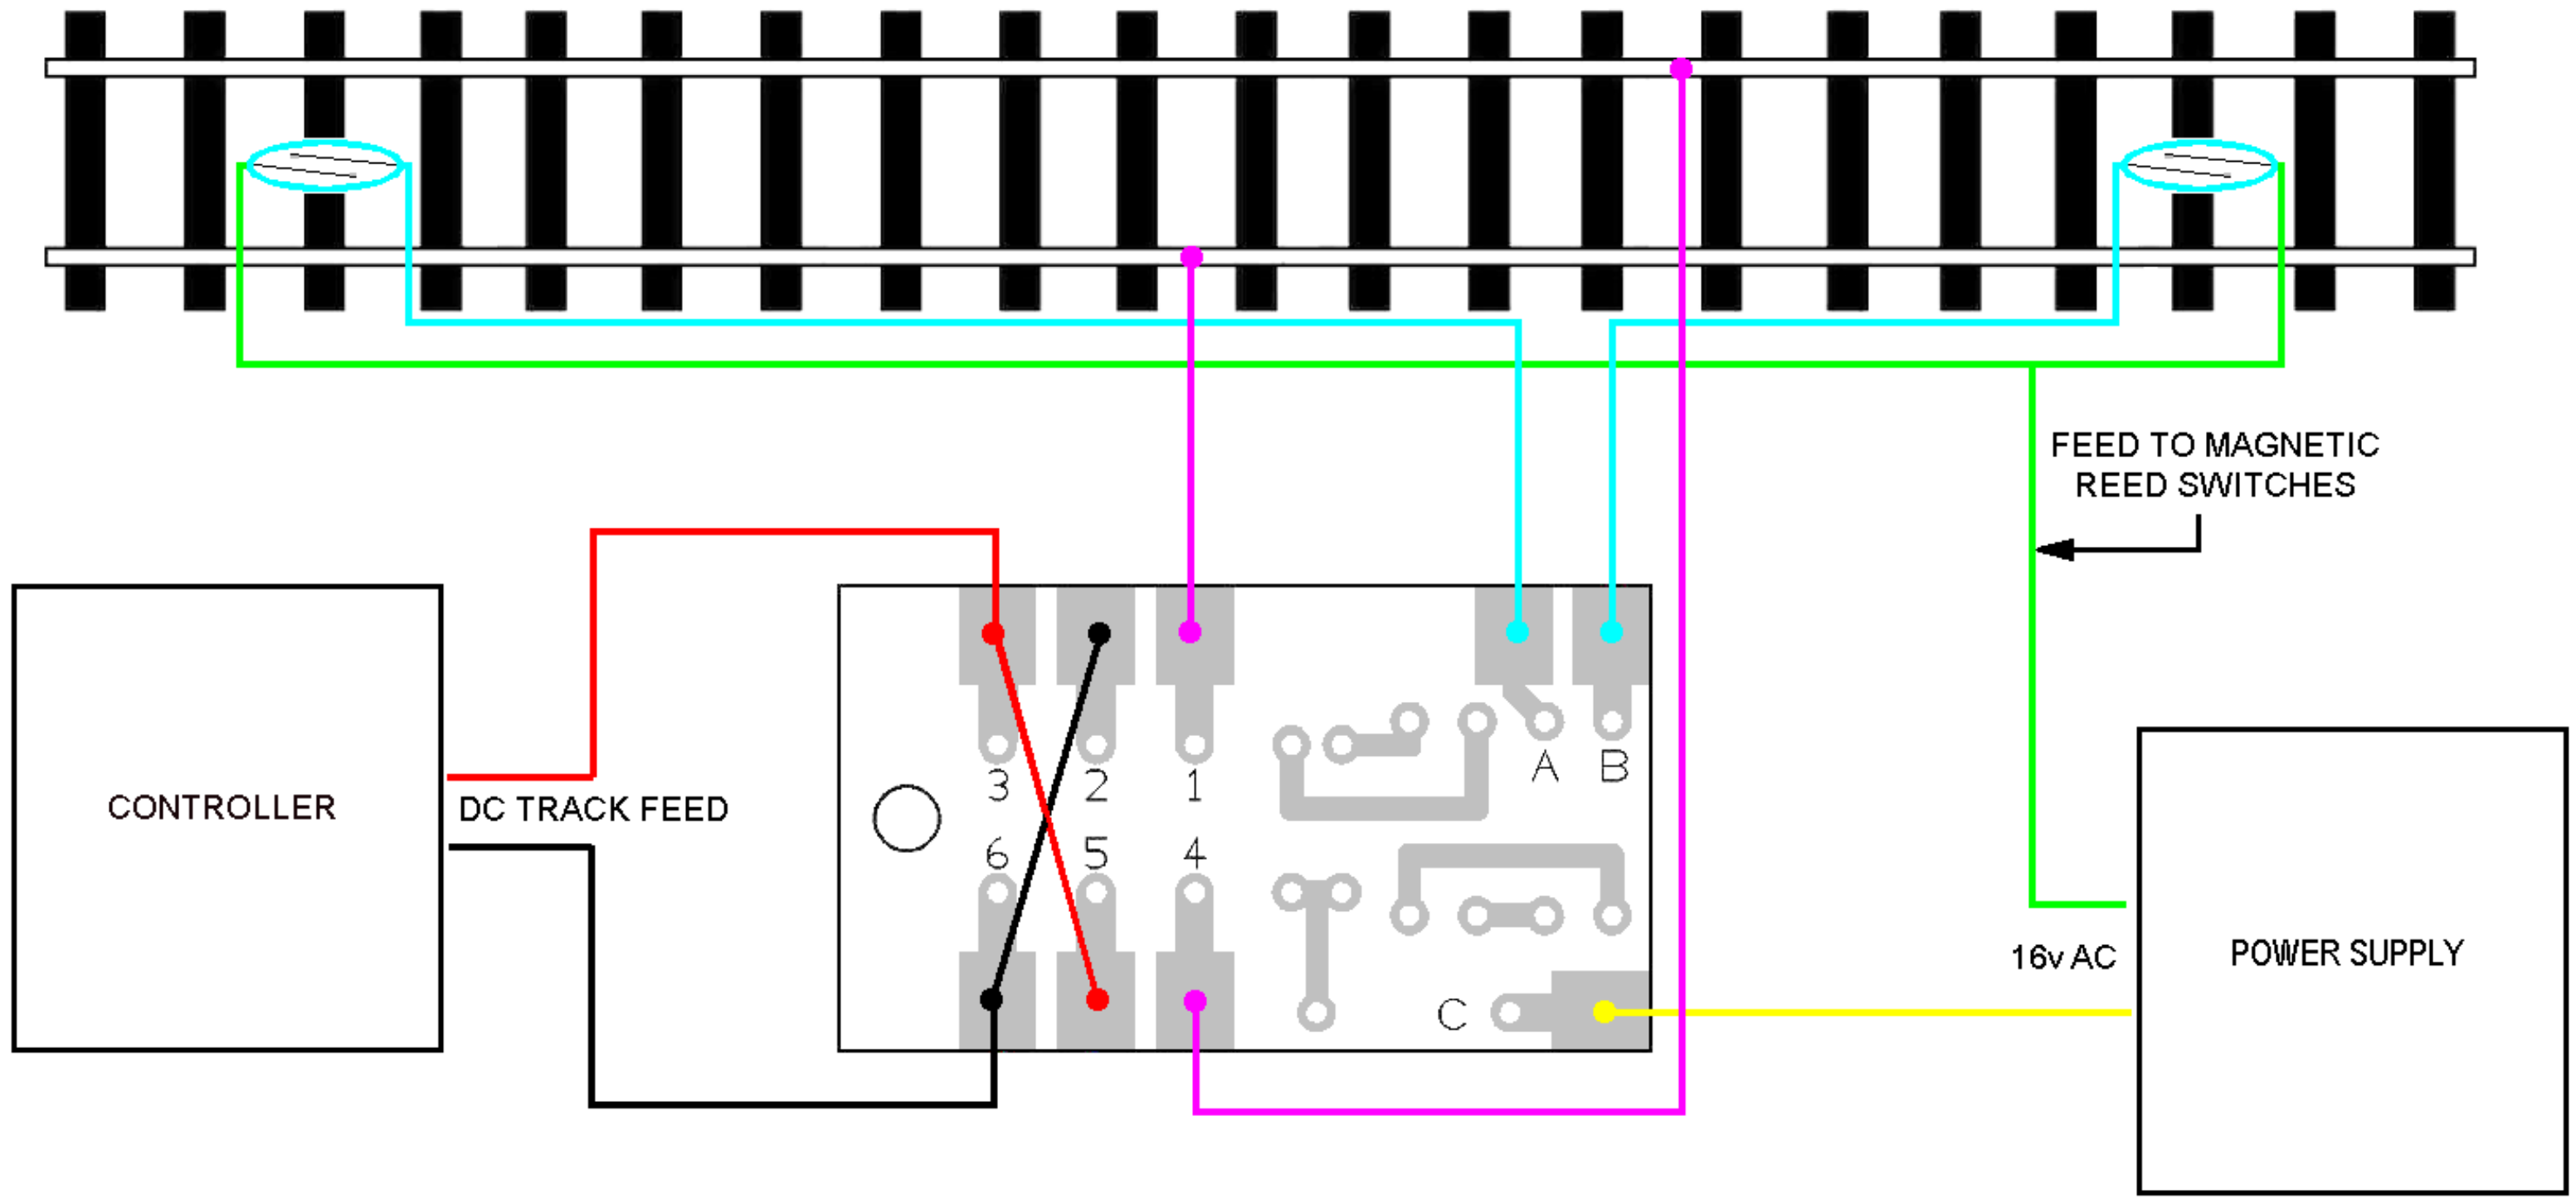 FEED TO MAGNETIC
REED SWITCHES
CONTROLLER
DC TRACK FEED
3 2 1
A B
6 5 4
C
16v AC
POWER SUPPLY